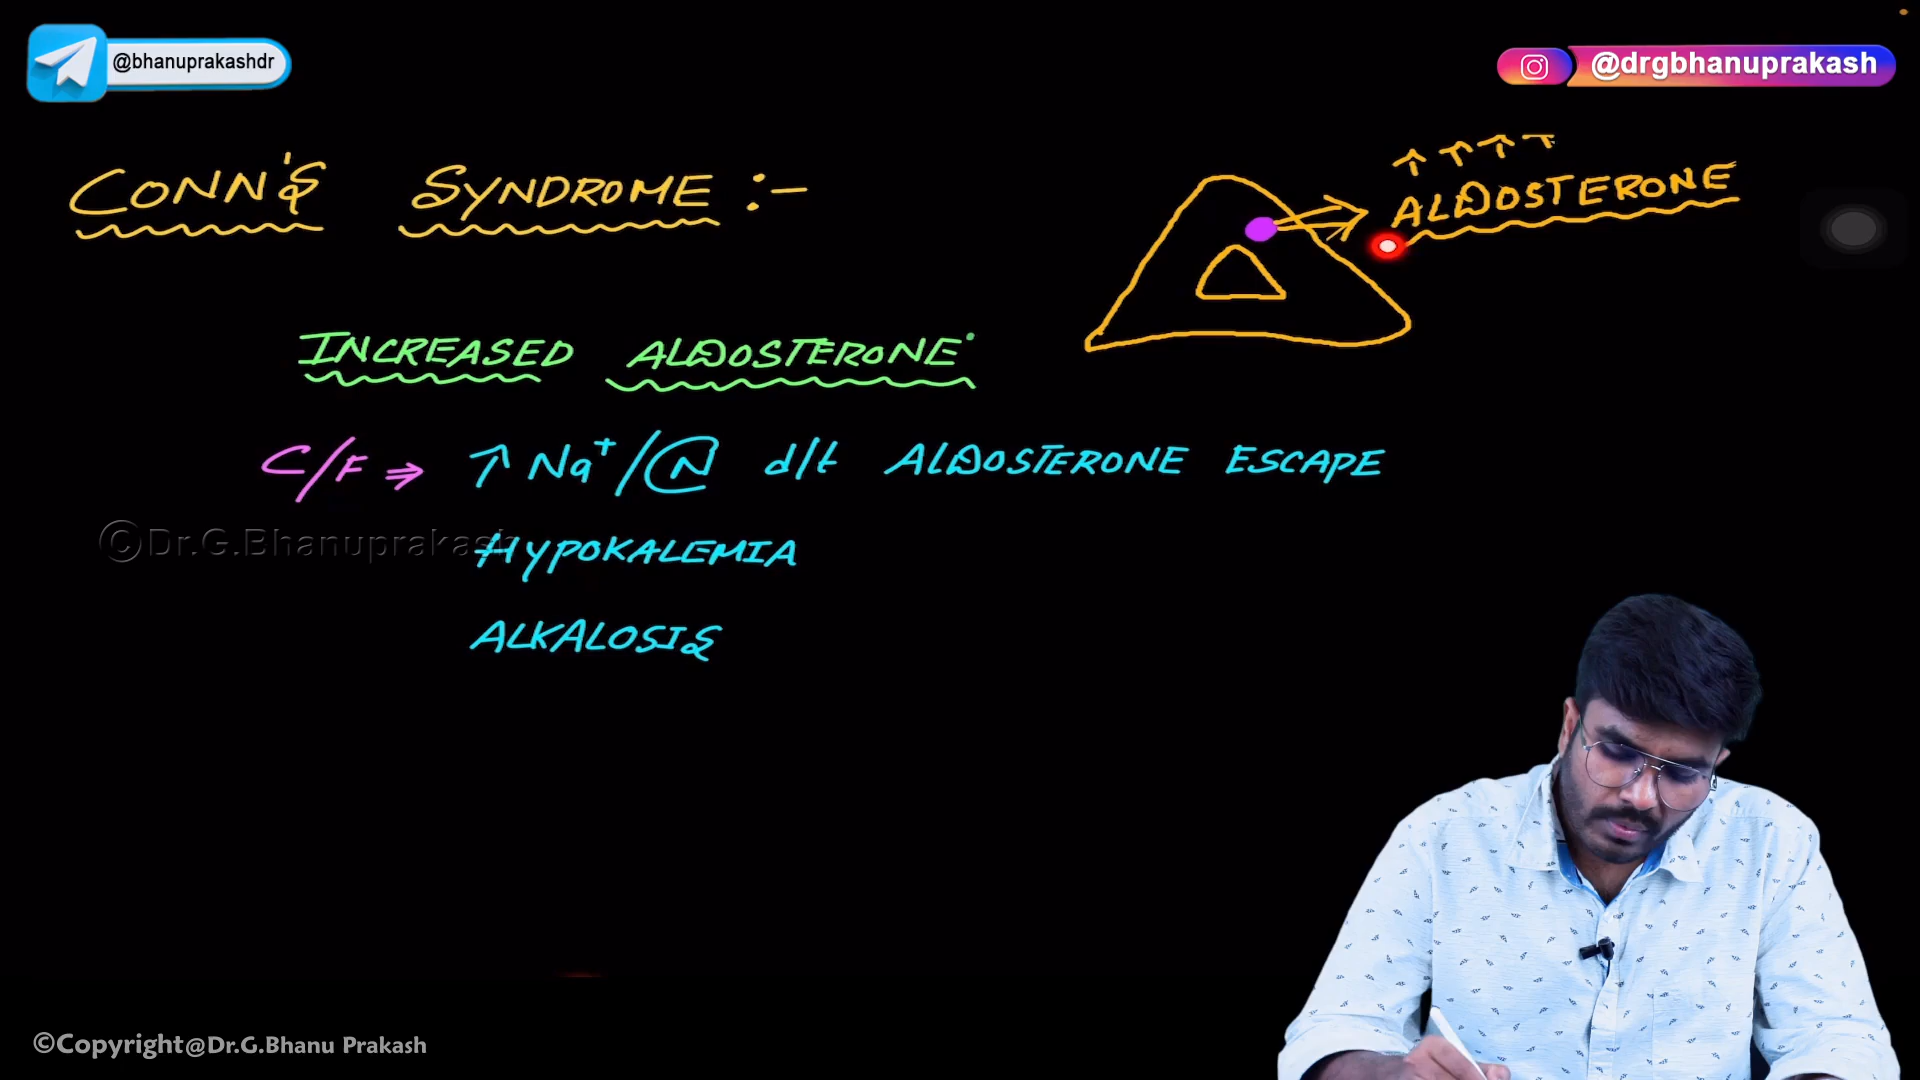 @bhanuprakashdr
@drgbhanuprakash
CONN'S SYNDROME :-
↑ ↑ ↑ ↑
ALDOSTERONE
INCREASED ALDOSTERONE
C/F ⇒ ↑ Na+/Ⓝ d/t ALDOSTERONE ESCAPE
©Dr.G.Bhanuprakash
HYPOKALEMIA
ALKALOSIS
©Copyright@Dr.G.Bhanu Prakash